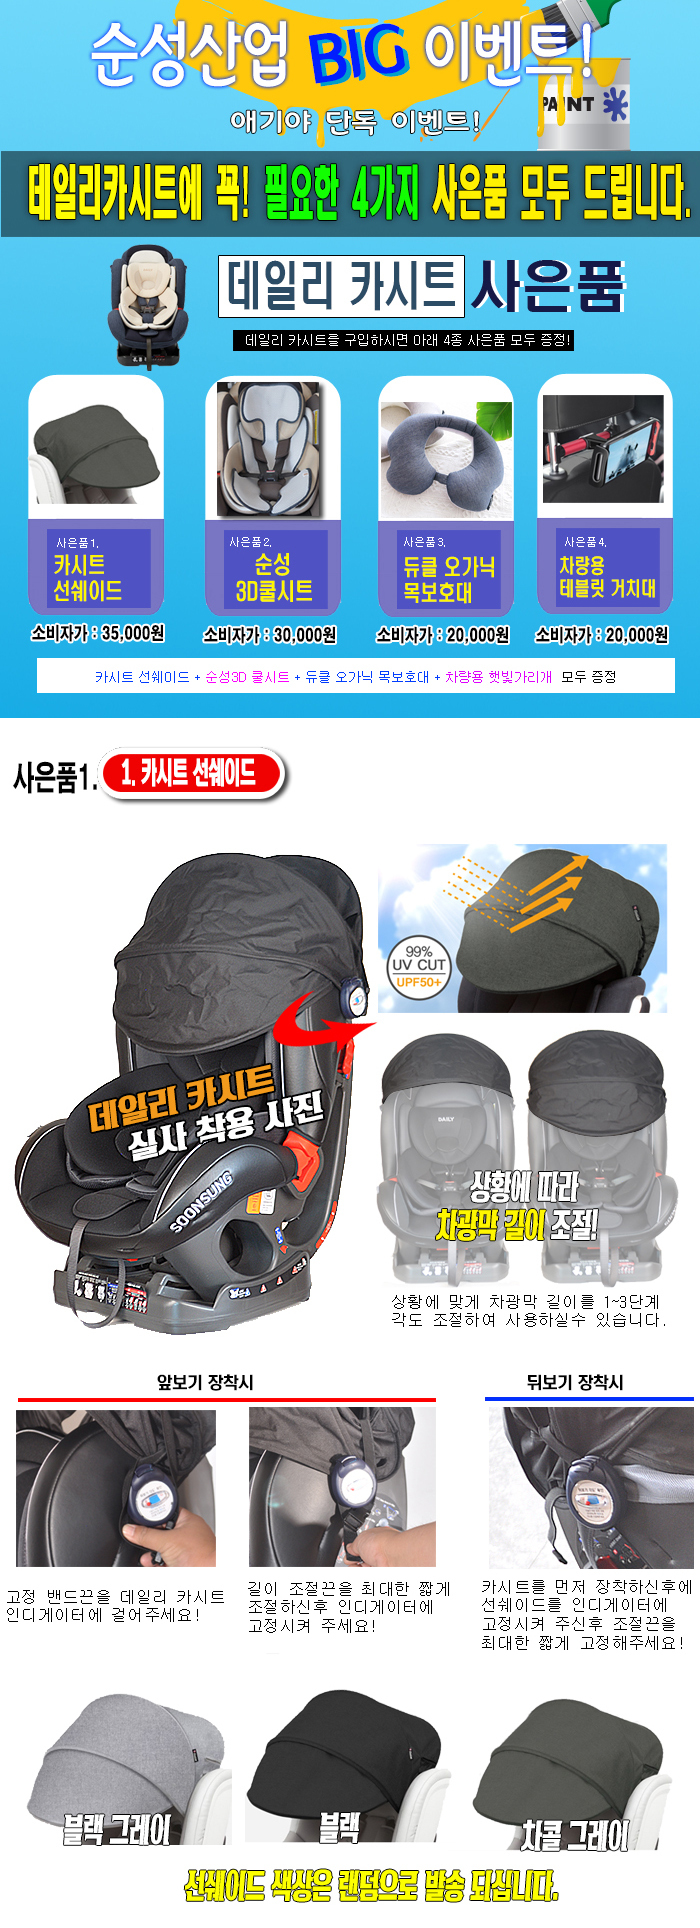 순성산업 BIG 이벤트!
PAINT
애기야 단독 이벤트!
데일리카시트에 꼭! 필요한 4가지 사은품 모두 드립니다.
데일리 카시트 사은품
데일리 카시트를 구입하시면 아래 4종 사은품 모두 증정!
사은품1.
카시트
선쉐이드
소비자가 : 35,000원
사은품2.
순성
3D쿨시트
소비자가 : 30,000원
사은품3.
듀클 오가닉
목보호대
소비자가 : 20,000원
사은품4.
차량용
테블릿 거치대
소비자가 : 20,000원
카시트 선쉐이드 + 순성3D 쿨시트 + 듀클 오가닉 목보호대 + 차량용 햇빛가리개 모두 증정
사은품1. 1. 카시트 선쉐이드
99%
UV CUT
UPF50+
데일리 카시트
실사 착용 사진
SOONSUNG
DAILY
상황에 따라
차광막 길이 조절!
상황에 맞게 차광막 길이를 1~3단계
각도 조절하여 사용하실수 있습니다.
앞보기 장착시
뒤보기 장착시
고정 밴드끈을 데일리 카시트
인디게이터에 걸어주세요!
길이 조절끈을 최대한 짧게
조절하신후 인디게이터에
고정시켜 주세요!
카시트를 먼저 장착하신후에
선쉐이드를 인디게이터에
고정시켜 주신후 조절끈을
최대한 짧게 고정해주세요!
블랙 그레이
블랙
차콜 그레이
선쉐이드 색상은 랜덤으로 발송 되십니다.